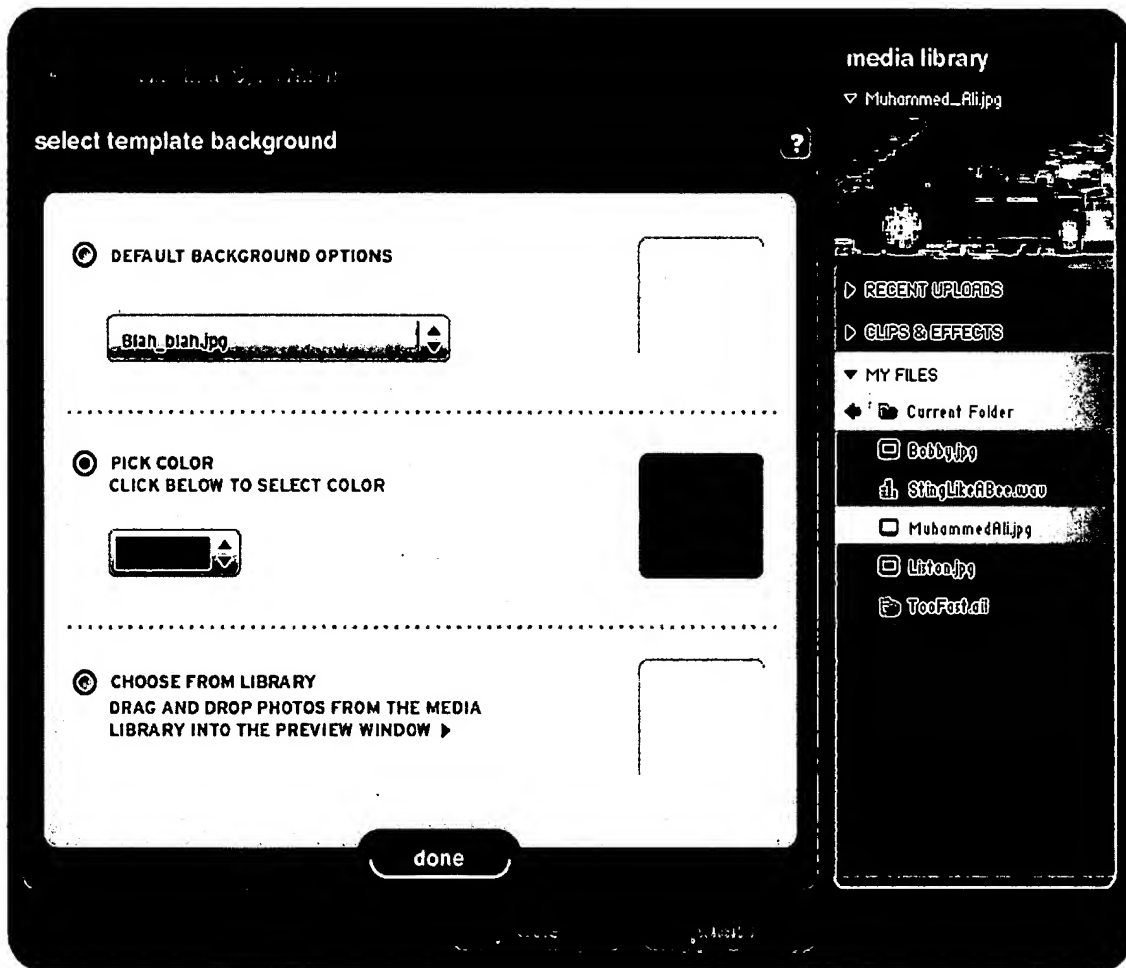 select template background
?
DEFAULT BACKGROUND OPTIONS
Blah_blah.jpg
PICK COLOR
CLICK BELOW TO SELECT COLOR
CHOOSE FROM LIBRARY
DRAG AND DROP PHOTOS FROM THE MEDIA
LIBRARY INTO THE PREVIEW WINDOW
done
media library
Muhammed_Ali.jpg
RECENT UPLOADS
CLIPS & EFFECTS
MY FILES
Current Folder
Bobby.jpg
StingLikeABee.wav
MuhammedAli.jpg
Liston.jpg